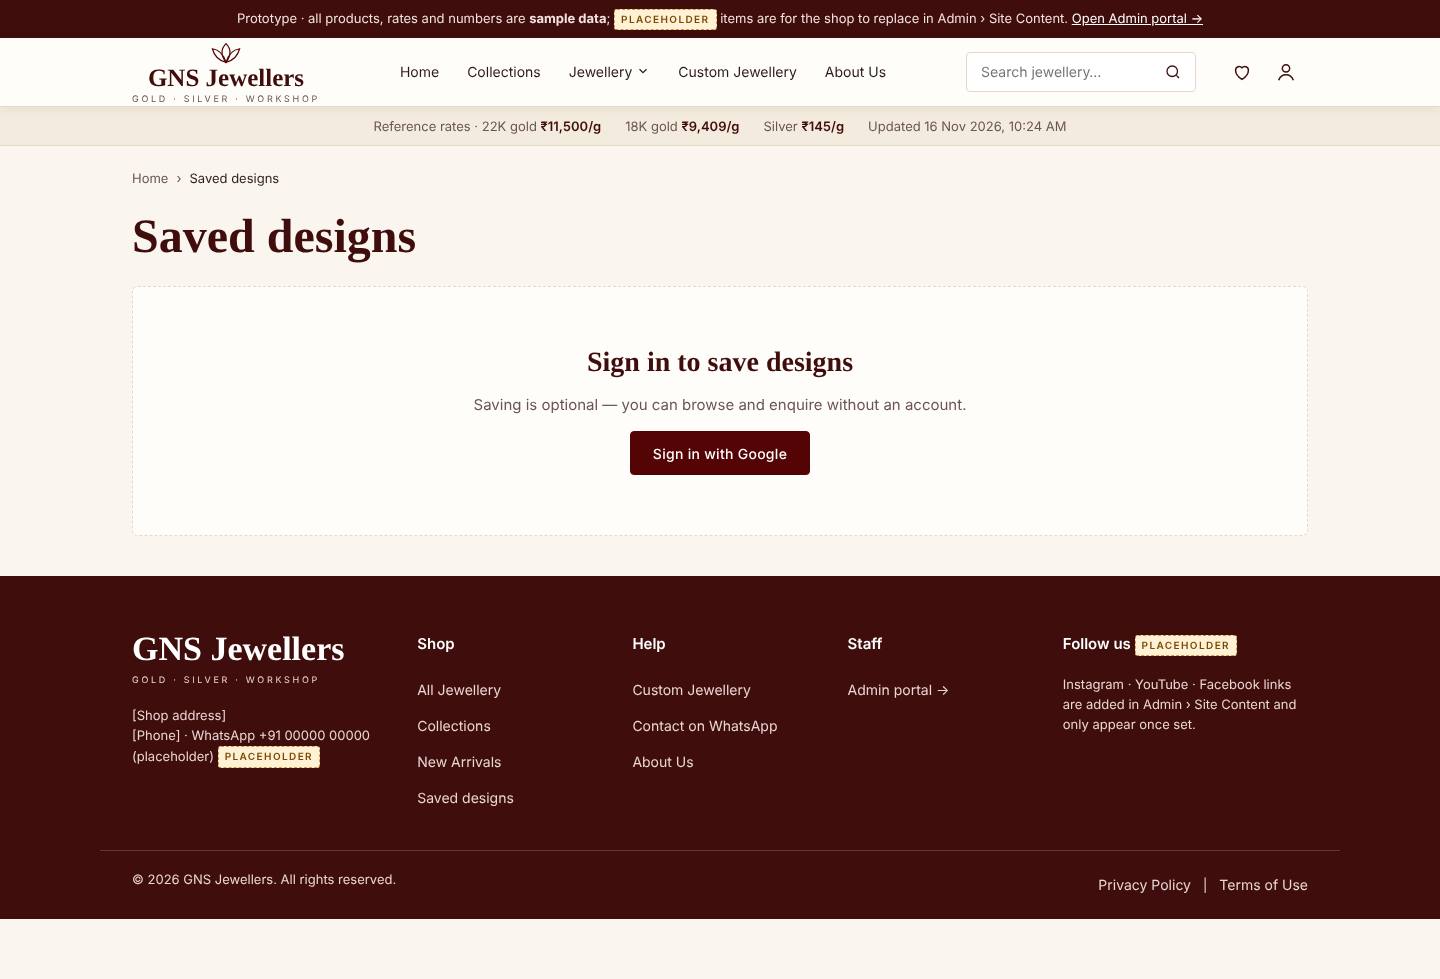 Prototype · all products, rates and numbers are sample data; PLACEHOLDER items are for the shop to replace in Admin › Site Content. Open Admin portal →
GNS Jewellers
GOLD · SILVER · WORKSHOP
Home
Collections
Jewellery
Custom Jewellery
About Us
Search jewellery...
Reference rates · 22K gold ₹11,500/g 18K gold ₹9,409/g Silver ₹145/g Updated 16 Nov 2026, 10:24 AM
Home › Saved designs
Saved designs
Sign in to save designs
Saving is optional — you can browse and enquire without an account.
Sign in with Google
GNS Jewellers
GOLD · SILVER · WORKSHOP
[Shop address]
[Phone] · WhatsApp +91 00000 00000
(placeholder) PLACEHOLDER
Shop
All Jewellery
Collections
New Arrivals
Saved designs
Help
Custom Jewellery
Contact on WhatsApp
About Us
Staff
Admin portal →
Follow us PLACEHOLDER
Instagram · YouTube · Facebook links
are added in Admin › Site Content and
only appear once set.
© 2026 GNS Jewellers. All rights reserved.
Privacy Policy | Terms of Use